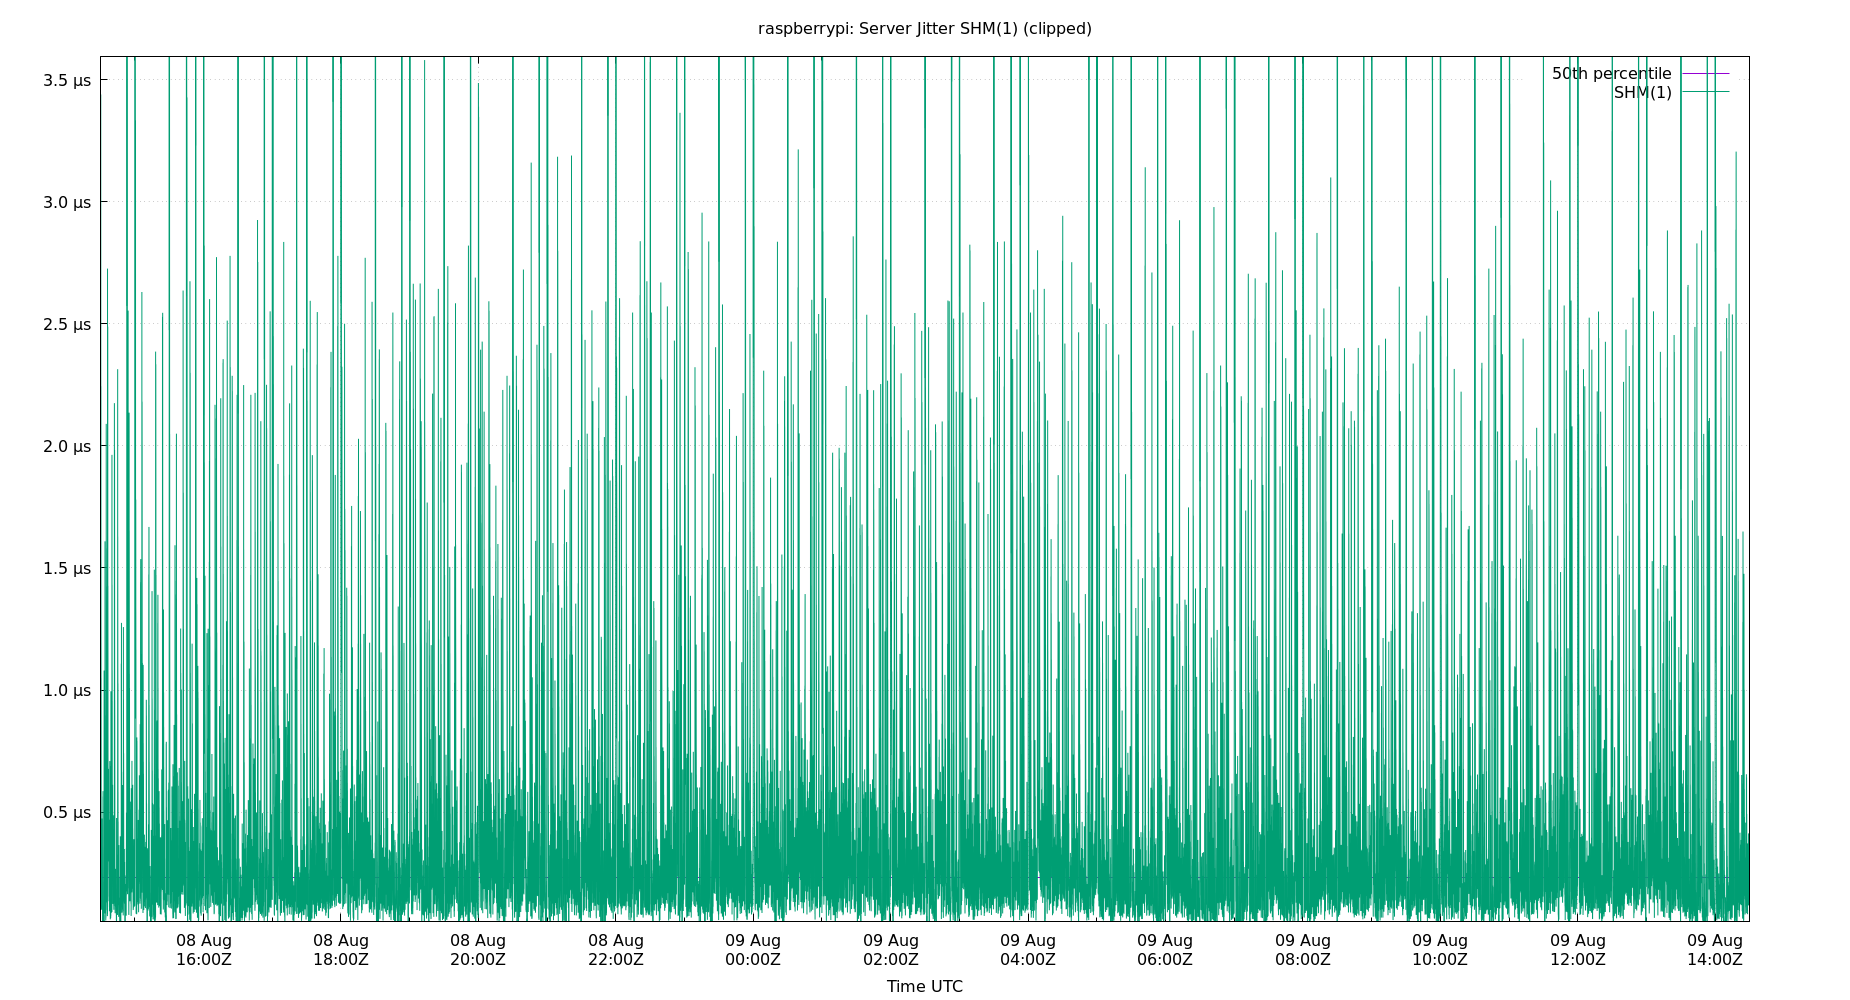 raspberrypi: Server Jitter SHM(1) (clipped)
50th percentile
SHM(1)
3.5 µs
3.0 µs
2.5 µs
2.0 µs
1.5 µs
1.0 µs
0.5 µs
08 Aug 08 Aug 08 Aug 08 Aug 09 Aug 09 Aug 09 Aug 09 Aug 09 Aug 09 Aug 09 Aug 09 Aug
16:00Z 18:00Z 20:00Z 22:00Z 00:00Z 02:00Z 04:00Z 06:00Z 08:00Z 10:00Z 12:00Z 14:00Z
Time UTC